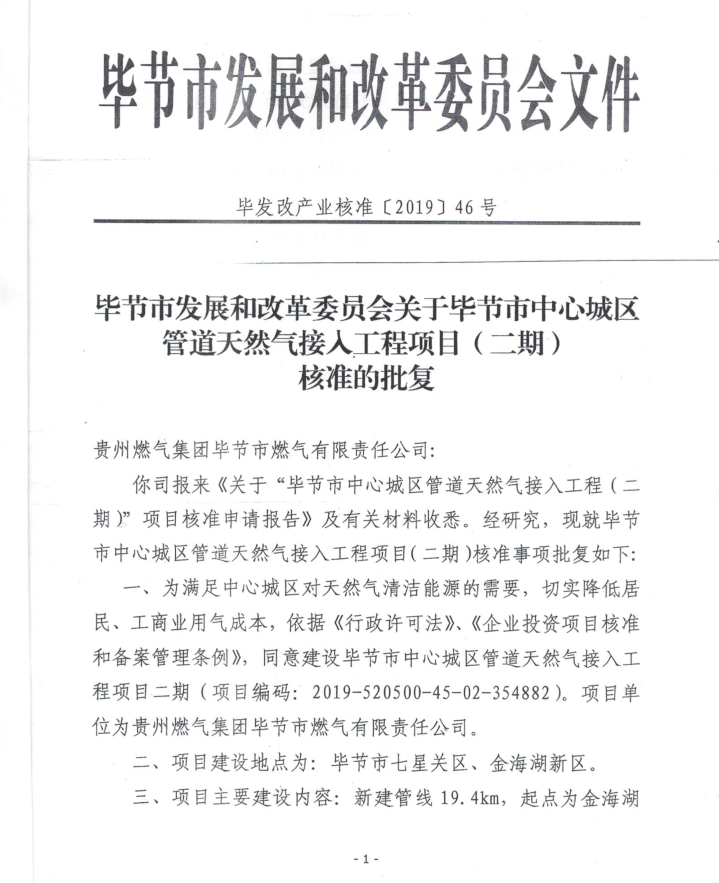 毕节市发展和改革委员会文件
毕发改产业核准〔2019〕46号
毕节市发展和改革委员会关于毕节市中心城区
管道天然气接入工程项目（二期）
核准的批复
贵州燃气集团毕节市燃气有限责任公司：
你司报来《关于“毕节市中心城区管道天然气接入工程（二
期）”项目核准申请报告》及有关材料收悉。经研究，现就毕节
市中心城区管道天然气接入工程项目（二期）核准事项批复如下：
一、为满足中心城区对天然气清洁能源的需要，切实降低居
民、工商业用气成本，依据《行政许可法》、《企业投资项目核准
和备案管理条例》，同意建设毕节市中心城区管道天然气接入工
程项目二期（项目编码：2019-520500-45-02-354882）。项目单
位为贵州燃气集团毕节市燃气有限责任公司。
二、项目建设地点为：毕节市七星关区、金海湖新区。
三、项目主要建设内容：新建管线19.4km，起点为金海湖
- 1 -